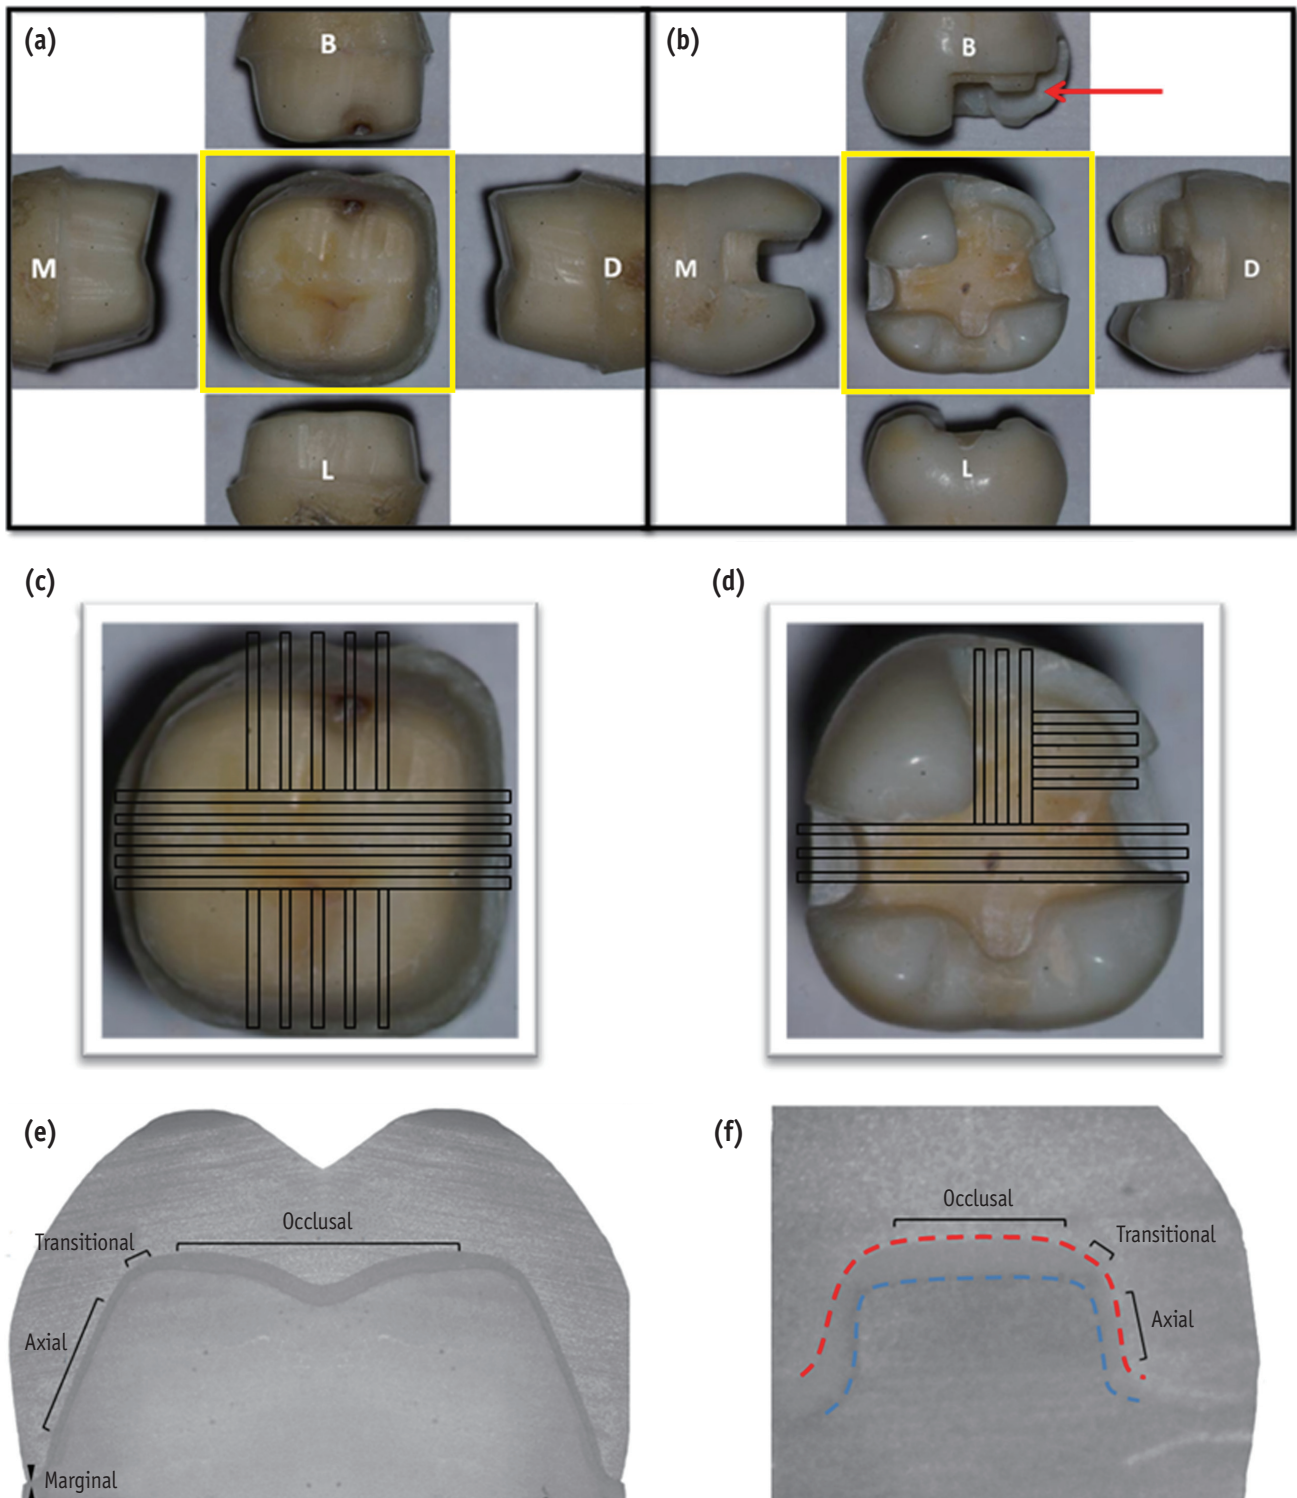 (a)
B
M
D
L
(b)
B
M
D
L
(c)
(d)
(e)
Occlusal
Transitional
Axial
Marginal
(f)
Occlusal
Transitional
Axial